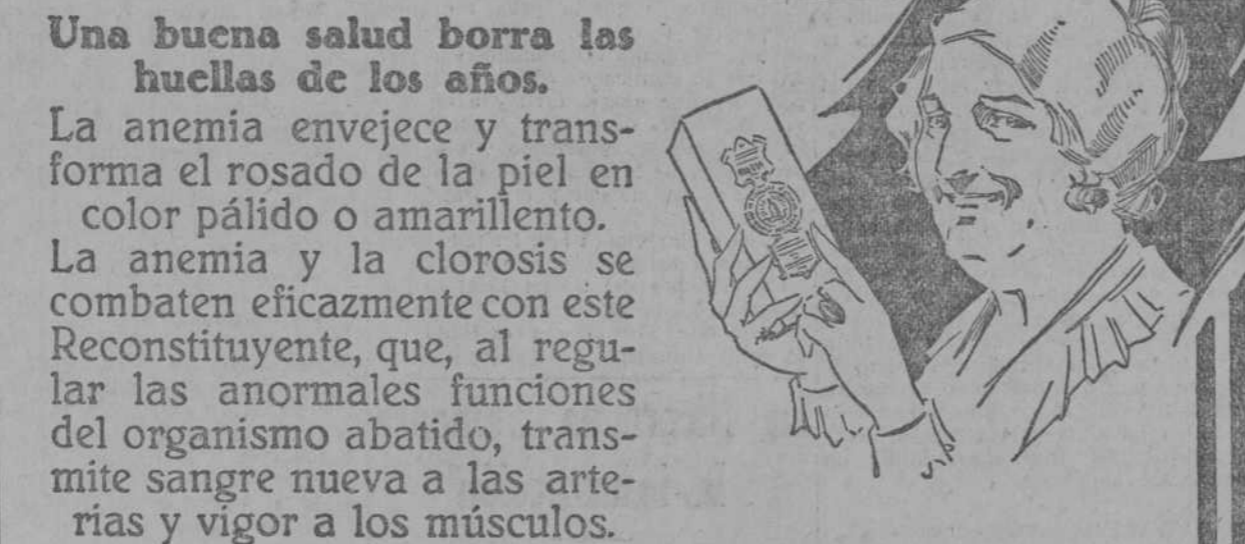 Una buena salud borra las
huellas de los años.
La anemia envejece y trans-
forma el rosado de la piel en
color pálido o amarillento.
La anemia y la clorosis se
combaten eficazmente con este
Reconstituyente, que, al regu-
lar las anormales funciones
del organismo abatido, trans-
mite sangre nueva a las arte-
rias y vigor a los músculos.